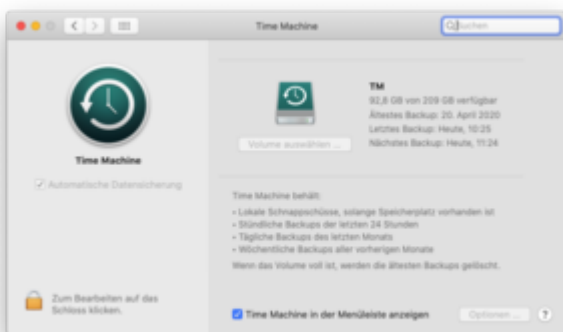 Time Machine
Suchen
Time Machine
Automatische Datensicherung
Zum Bearbeiten auf das
Schloss klicken.
TM
92,8 GB von 209 GB verfügbar
Ältestes Backup: 20. April 2020
Letztes Backup: Heute, 10:25
Nächstes Backup: Heute, 11:24
Volume auswählen ...
Time Machine behält:
• Lokale Schnappschüsse, solange Speicherplatz vorhanden ist
• Stündliche Backups der letzten 24 Stunden
• Tägliche Backups des letzten Monats
• Wöchentliche Backups aller vorherigen Monate
Wenn das Volume voll ist, werden die ältesten Backups gelöscht.
Time Machine in der Menüleiste anzeigen
Optionen ...
?